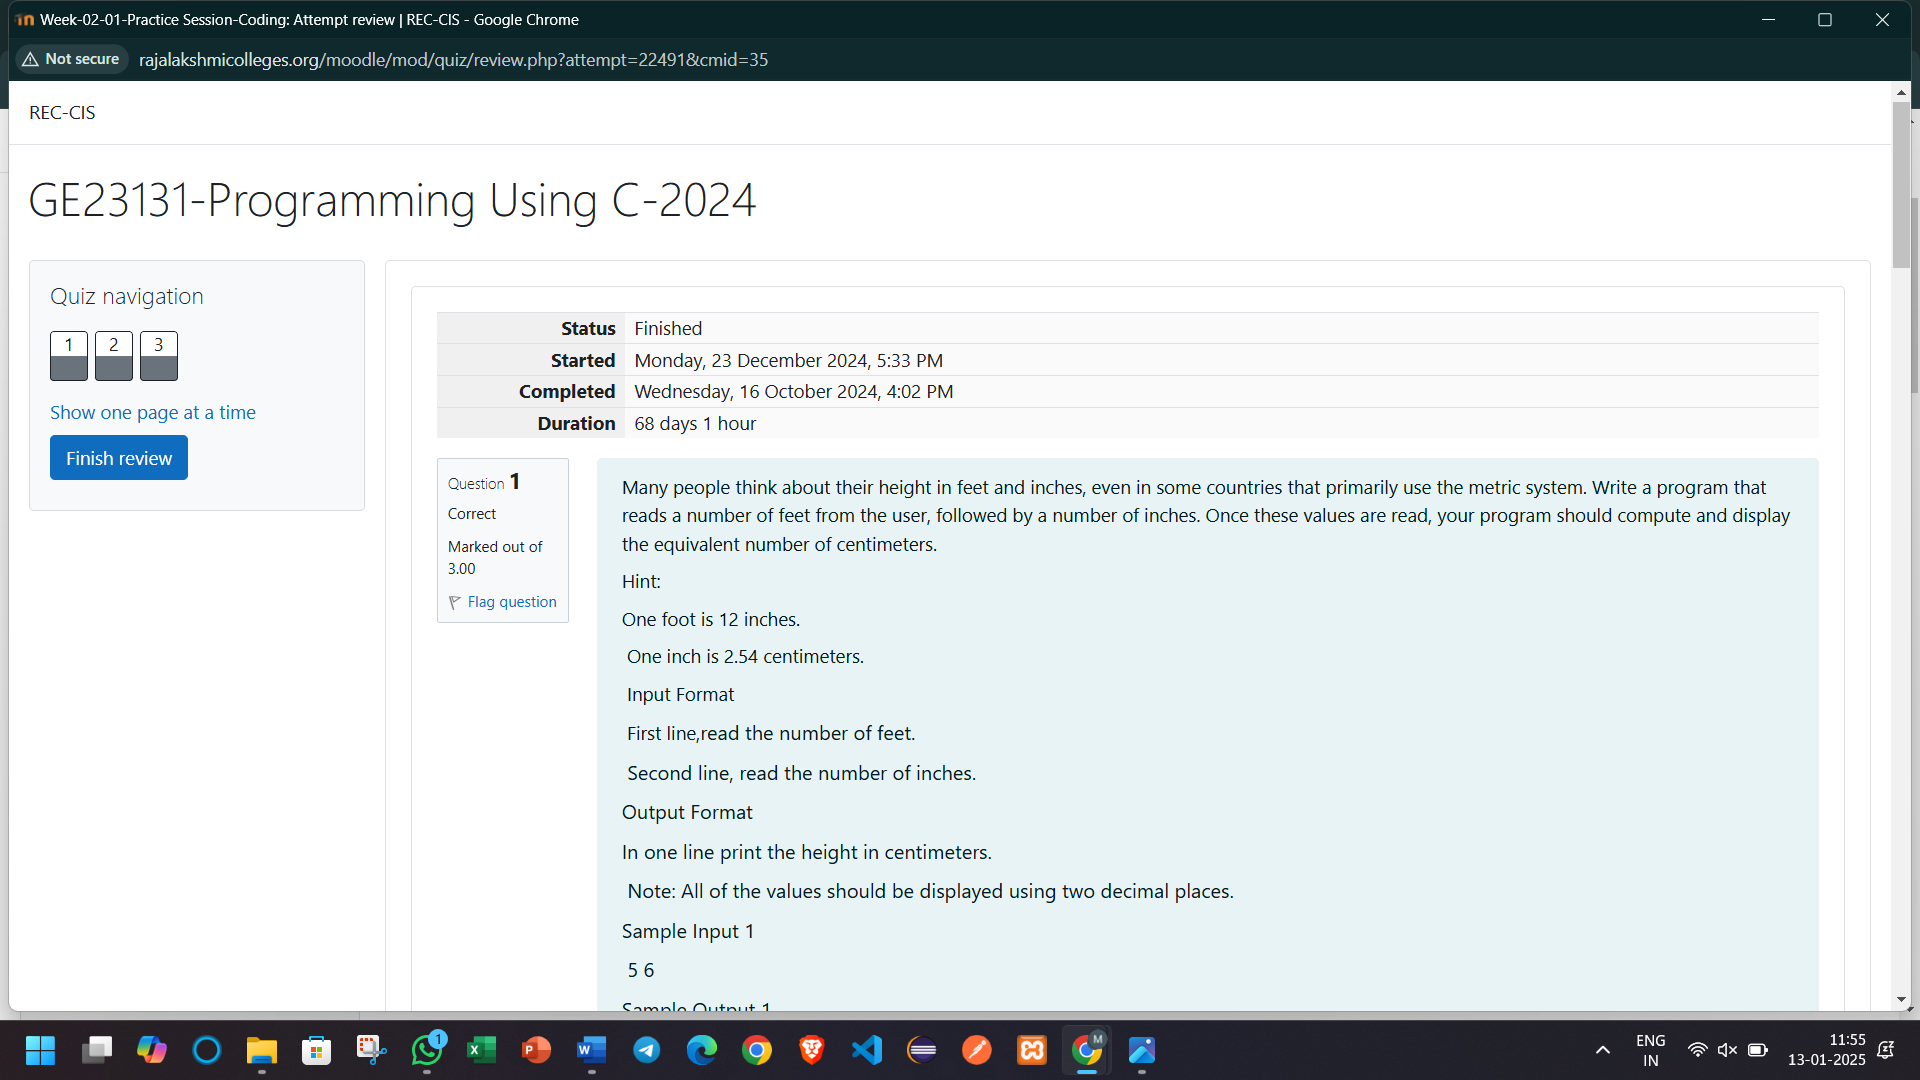 Week-02-01-Practice Session-Coding: Attempt review | REC-CIS - Google Chrome
Not secure
rajalakshmicolleges.org/moodle/mod/quiz/review.php?attempt=22491&cmid=35
REC-CIS
GE23131-Programming Using C-2024
Quiz navigation
1 2 3
Show one page at a time
Finish review
Status Finished
Started Monday, 23 December 2024, 5:33 PM
Completed Wednesday, 16 October 2024, 4:02 PM
Duration 68 days 1 hour
Question 1
Correct
Marked out of
3.00
Flag question
Many people think about their height in feet and inches, even in some countries that primarily use the metric system. Write a program that
reads a number of feet from the user, followed by a number of inches. Once these values are read, your program should compute and display
the equivalent number of centimeters.
Hint:
One foot is 12 inches.
One inch is 2.54 centimeters.
Input Format
First line,read the number of feet.
Second line, read the number of inches.
Output Format
In one line print the height in centimeters.
Note: All of the values should be displayed using two decimal places.
Sample Input 1
5 6
Sample Output 1
1
M
ENG
IN
11:55
13-01-2025